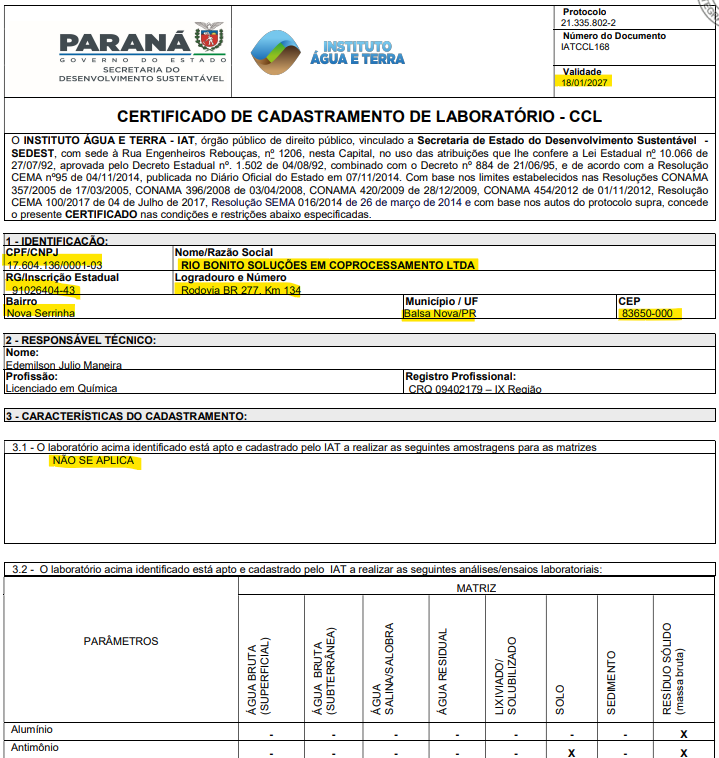 PARANÁ
GOVERNO DO ESTADO
SECRETARIA DO
DESENVOLVIMENTO SUSTENTÁVEL
INSTITUTO
ÁGUA E TERRA
Protocolo
21.335.802-2
Número do Documento
IATCCL168
Validade
18/01/2027
CERTIFICADO DE CADASTRAMENTO DE LABORATÓRIO - CCL
O INSTITUTO ÁGUA E TERRA - IAT, órgão público de direito público, vinculado a Secretaria de Estado do Desenvolvimento Sustentável -
SEDEST, com sede à Rua Engenheiros Rebouças, nº 1206, nesta Capital, no uso das atribuições que lhe confere a Lei Estadual nº 10.066 de
27/07/92, aprovada pelo Decreto Estadual nº. 1.502 de 04/08/92, combinado com o Decreto nº 884 de 21/06/95, e de acordo com a Resolução
CEMA nº95 de 04/11/2014, publicada no Diário Oficial do Estado em 07/11/2014. Com base nos limites estabelecidos nas Resoluções CONAMA
357/2005 de 17/03/2005, CONAMA 396/2008 de 03/04/2008, CONAMA 420/2009 de 28/12/2009, CONAMA 454/2012 de 01/11/2012, Resolução
CEMA 100/2017 de 04 de Julho de 2017, Resolução SEMA 016/2014 de 26 de março de 2014 e com base nos autos do protocolo supra, concede
o presente CERTIFICADO nas condições e restrições abaixo especificadas.
1 - IDENTIFICAÇÃO:
CPF/CNPJ Nome/Razão Social
17.604.136/0001-03 RIO BONITO SOLUÇÕES EM COPROCESSAMENTO LTDA
RG/Inscrição Estadual Logradouro e Número
91026404-43 Rodovia BR 277, Km 134
Bairro Município / UF CEP
Nova Serrinha Balsa Nova/PR 83650-000
2 - RESPONSÁVEL TÉCNICO:
Nome:
Edemilson Julio Maneira
Profissão: Registro Profissional:
Licenciado em Química CRQ 09402179 – IX Região
3 - CARACTERÍSTICAS DO CADASTRAMENTO:
3.1 - O laboratório acima identificado está apto e cadastrado pelo IAT a realizar as seguintes amostragens para as matrizes
NÃO SE APLICA
3.2 - O laboratório acima identificado está apto e cadastrado pelo IAT a realizar as seguintes análises/ensaios laboratoriais:
MATRIZ
PARÂMETROS
ÁGUA BRUTA
(SUPERFICIAL)
ÁGUA BRUTA
(SUBTERRÂNEA)
ÁGUA
SALINA/SALOBRA
ÁGUA RESIDUAL
LIXIVIADO/
SOLUBILIZADO
SOLO
SEDIMENTO
RESÍDUO SÓLIDO
(massa bruta)
Alumínio - - - - - - - X
Antimônio - - - - - X - X